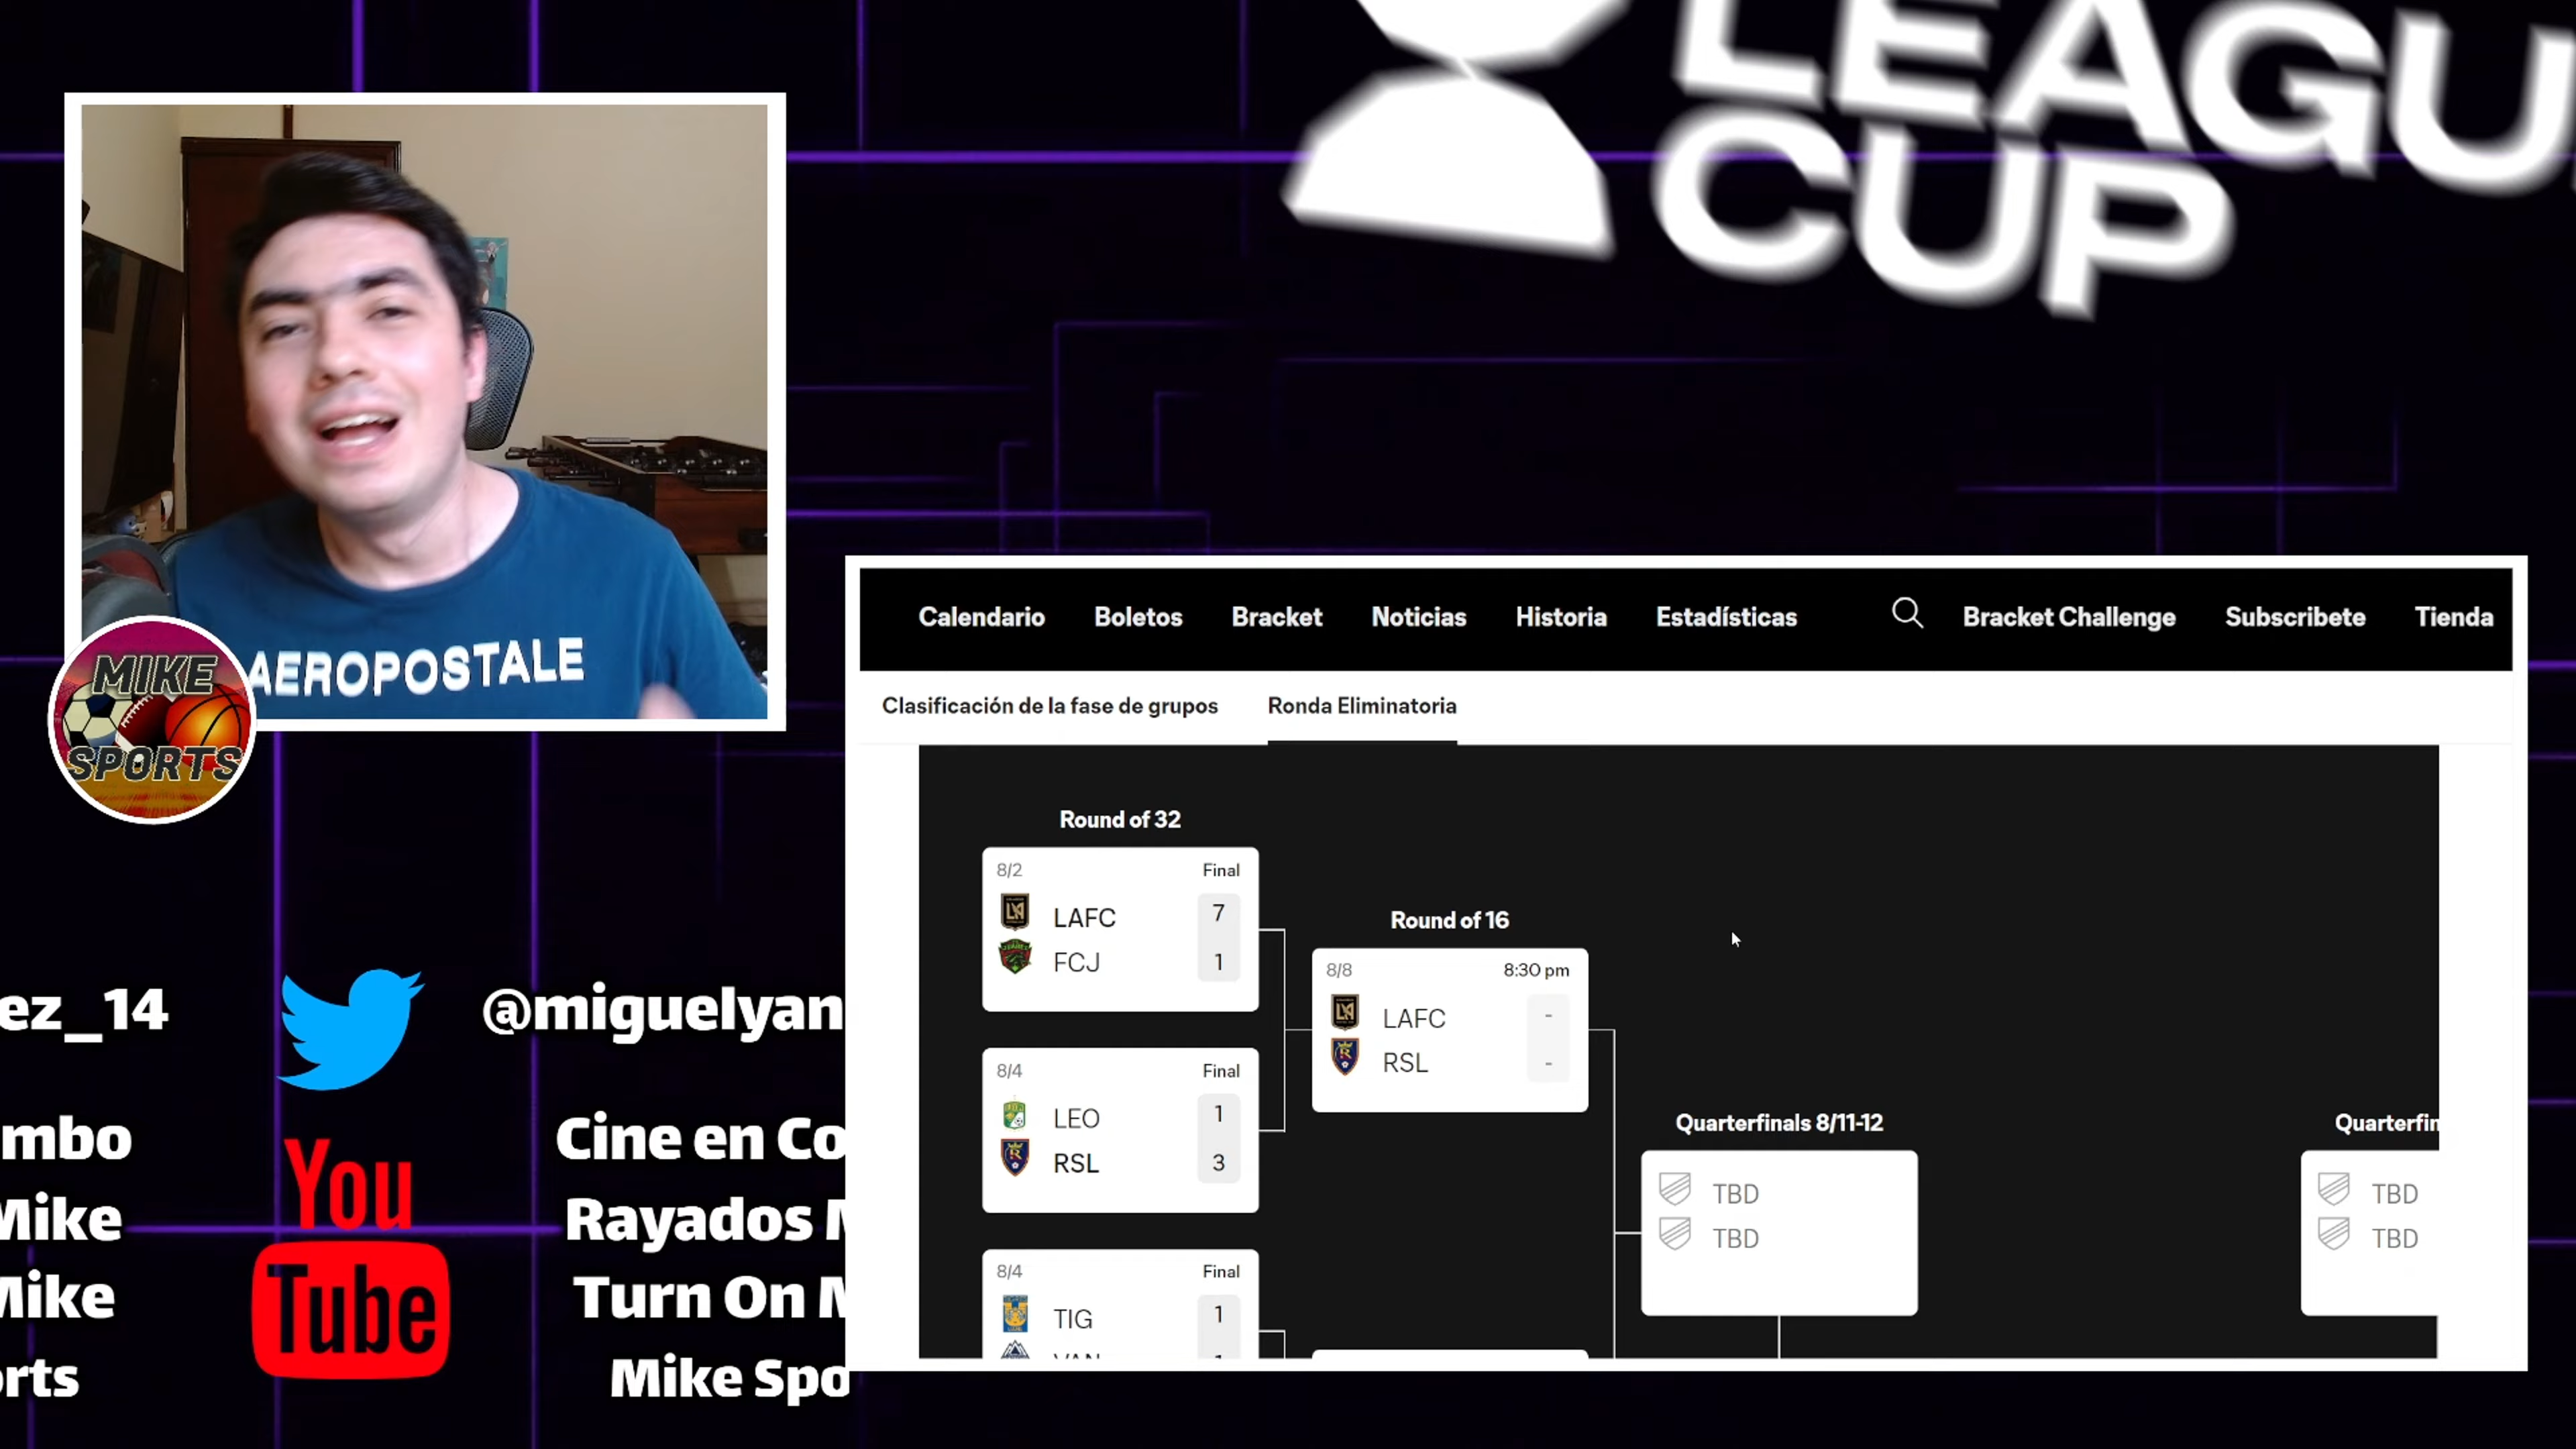 LEAGU
CUP
AEROPOSTALE
MIKE
SPORTS
ez_14
@miguelyan
mbo
Mike
Mike
orts
You
Tube
Cine en Co
Rayados M
Turn On M
Mike Spo
Calendario Boletos Bracket Noticias Historia Estadísticas Bracket Challenge Subscribete Tienda
Clasificación de la fase de grupos Ronda Eliminatoria
Round of 32
8/2 Final
LAFC 7
FCJ 1
8/4 Final
LEO 1
RSL 3
8/4 Final
TIG 1
VAN 1
Round of 16
8/8 8:30 pm
LAFC -
RSL -
Quarterfinals 8/11-12
TBD
TBD
Quarterfin
TBD
TBD